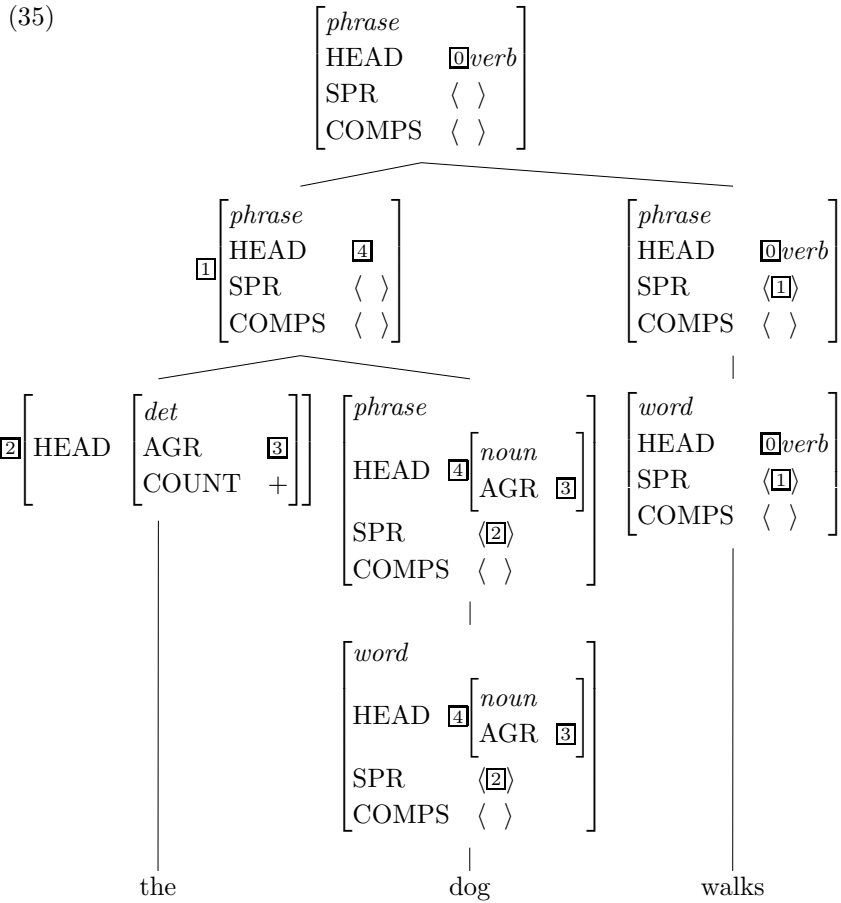 (35)
phrase
HEAD 0 verb
SPR ⟨ ⟩
COMPS ⟨ ⟩
1
phrase
HEAD 4
SPR ⟨ ⟩
COMPS ⟨ ⟩
phrase
HEAD 0 verb
SPR ⟨1⟩
COMPS ⟨ ⟩
2
HEAD
det
AGR 3
COUNT +
phrase
HEAD 4
noun
AGR 3
SPR ⟨2⟩
COMPS ⟨ ⟩
word
HEAD 0 verb
SPR ⟨1⟩
COMPS ⟨ ⟩
word
HEAD 4
noun
AGR 3
SPR ⟨2⟩
COMPS ⟨ ⟩
the dog walks